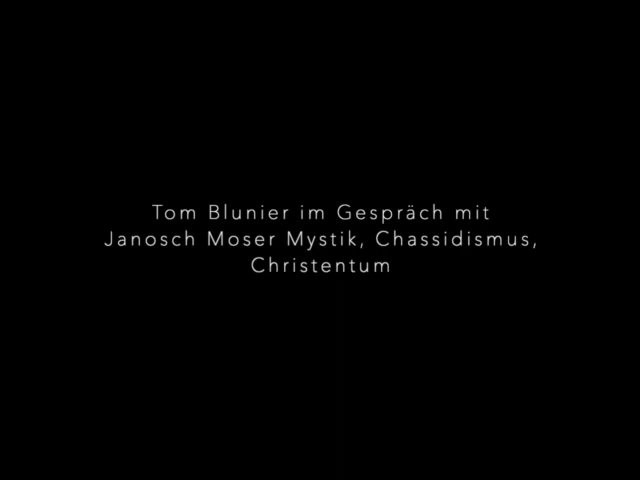 Tom Blunier im Gespräch mit
Janosch Moser Mystik, Chassidismus,
Christentum